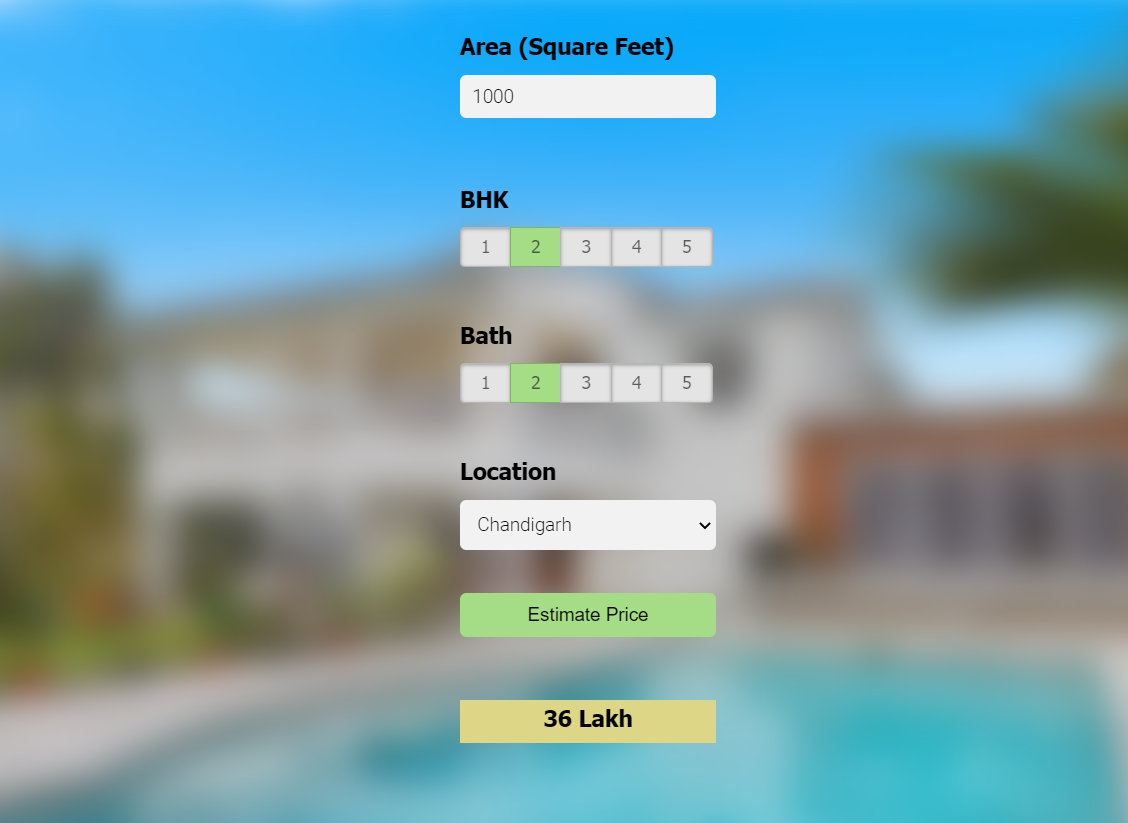 Area (Square Feet)
1000
BHK
1 2 3 4 5
Bath
1 2 3 4 5
Location
Chandigarh
Estimate Price
36 Lakh